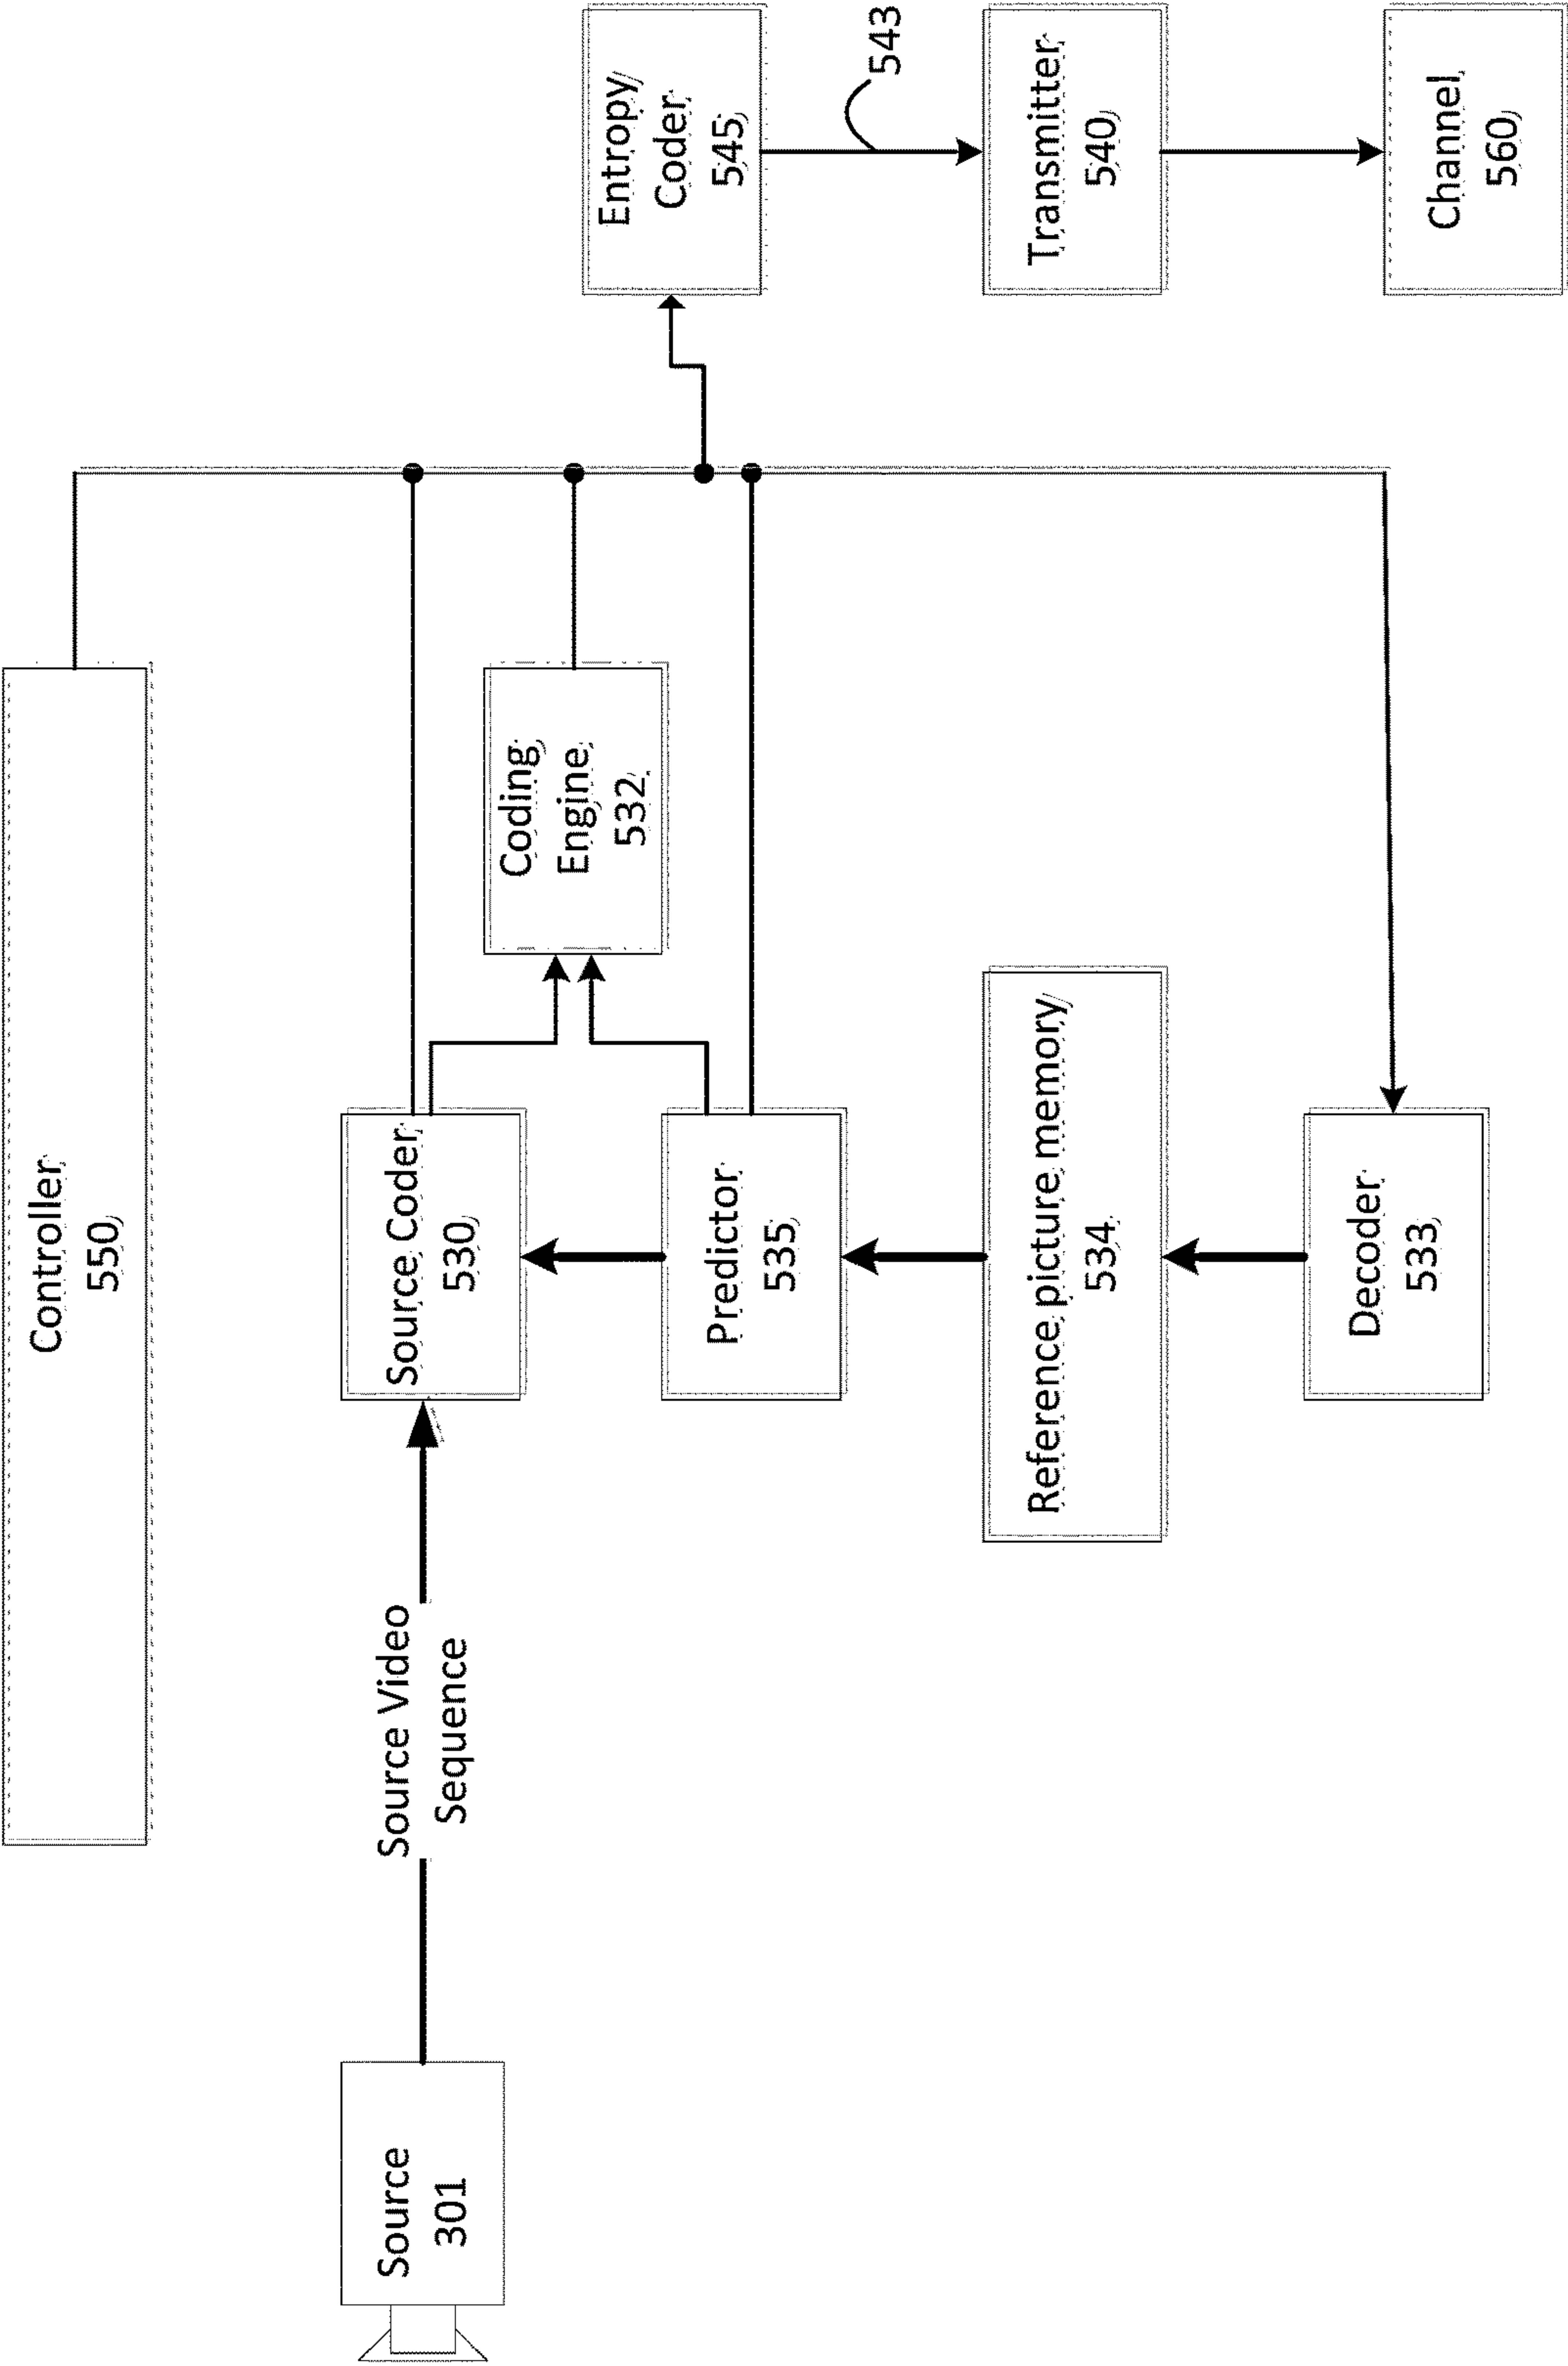 Controller
550
Source
301
Source Video
Sequence
Source Coder
530
Coding
Engine
532
Predictor
535
Reference picture memory
534
Decoder
533
Entropy
Coder
545
543
Transmitter
540
Channel
560